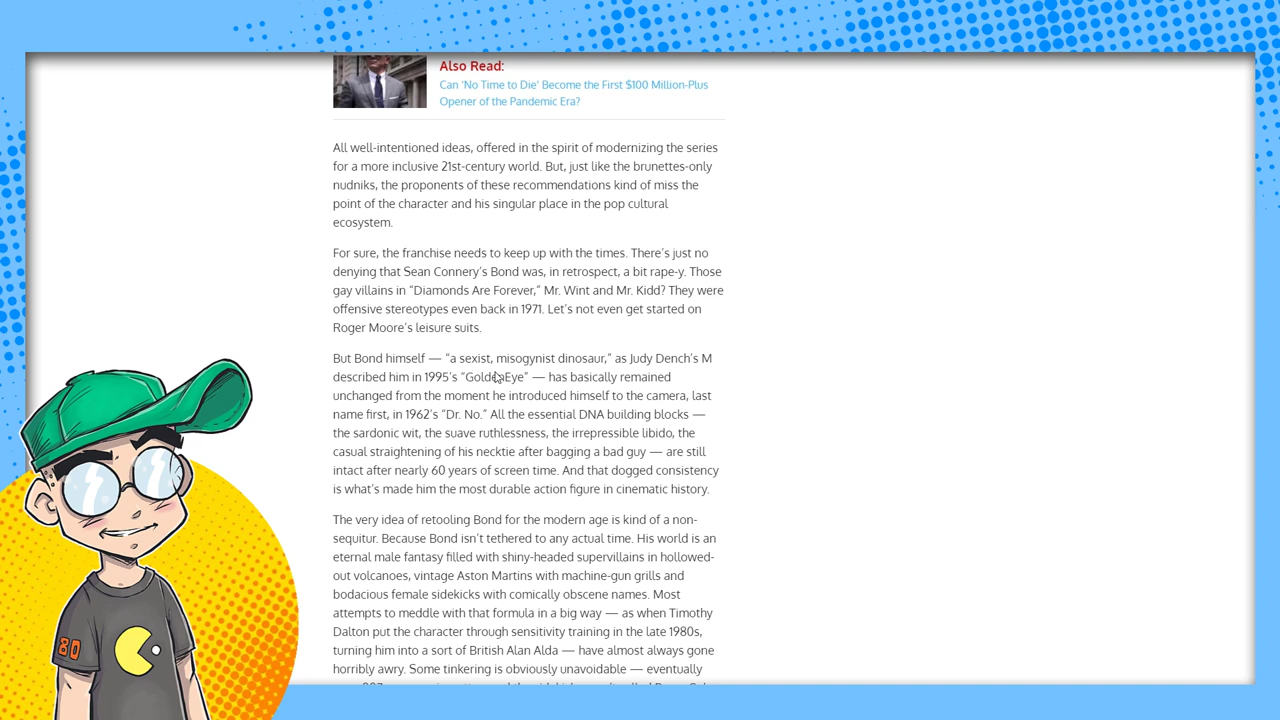 Also Read:
Can 'No Time to Die' Become the First $100 Million-Plus
Opener of the Pandemic Era?
All well-intentioned ideas, offered in the spirit of modernizing the series
for a more inclusive 21st-century world. But, just like the brunettes-only
nudniks, the proponents of these recommendations kind of miss the
point of the character and his singular place in the pop cultural
ecosystem.
For sure, the franchise needs to keep up with the times. There's just no
denying that Sean Connery's Bond was, in retrospect, a bit rape-y. Those
gay villains in "Diamonds Are Forever," Mr. Wint and Mr. Kidd? They were
offensive stereotypes even back in 1971. Let's not even get started on
Roger Moore's leisure suits.
But Bond himself — "a sexist, misogynist dinosaur," as Judy Dench's M
described him in 1995's "GoldenEye" — has basically remained
unchanged from the moment he introduced himself to the camera, last
name first, in 1962's "Dr. No." All the essential DNA building blocks —
the sardonic wit, the suave ruthlessness, the irrepressible libido, the
casual straightening of his necktie after bagging a bad guy — are still
intact after nearly 60 years of screen time. And that dogged consistency
is what's made him the most durable action figure in cinematic history.
The very idea of retooling Bond for the modern age is kind of a non-
sequitur. Because Bond isn't tethered to any actual time. His world is an
eternal male fantasy filled with shiny-headed supervillains in hollowed-
out volcanoes, vintage Aston Martins with machine-gun grills and
bodacious female sidekicks with comically obscene names. Most
attempts to meddle with that formula in a big way — as when Timothy
Dalton put the character through sensitivity training in the late 1980s,
turning him into a sort of British Alan Alda — have almost always gone
horribly awry. Some tinkering is obviously unavoidable — eventually
80